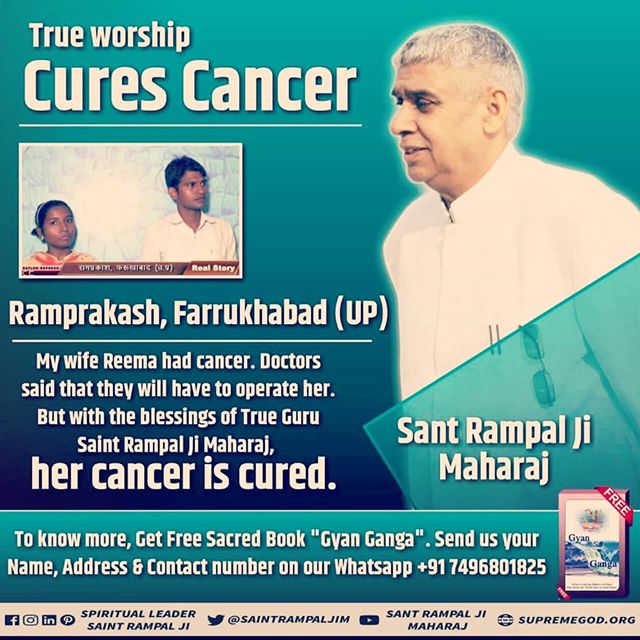 True worship
Cures Cancer
रामप्रकाश, फर्रूखाबाद (उ.प्र)
Real Story
Ramprakash, Farrukhabad (UP)
My wife Reema had cancer. Doctors
said that they will have to operate her.
But with the blessings of True Guru
Saint Rampal Ji Maharaj,
her cancer is cured.
Sant Rampal Ji
Maharaj
FREE
Gyan
Ganga
To know more, Get Free Sacred Book "Gyan Ganga". Send us your
Name, Address & Contact number on our Whatsapp +91 7496801825
SPIRITUAL LEADER
SAINT RAMPAL JI
@SAINTRAMPALJIM
SANT RAMPAL JI
MAHARAJ
SUPREMEGOD.ORG